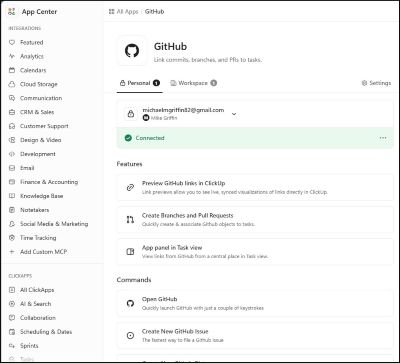 App Center
All Apps / GitHub
INTEGRATIONS
Featured
Analytics
Calendars
Cloud Storage
Communication
CRM & Sales
Customer Support
Design & Video
Development
Email
Finance & Accounting
Knowledge Base
Notetakers
Social Media & Marketing
Time Tracking
Add Custom MCP
CLICKAPPS
All ClickApps
AI & Search
Collaboration
Scheduling & Dates
Sprints
Tasks
GitHub
Link commits, branches, and PRs to tasks.
Personal 1
Workspace 1
Settings
michaelmgriffin82@gmail.com
Mike Griffin
Connected
Features
Preview GitHub links in ClickUp
Link previews allow you to see live, synced visualizations of links directly in ClickUp.
Create Branches and Pull Requests
Quickly create & associate Github objects to tasks.
App panel in Task view
View links from GitHub from a central place in Task view.
Commands
Open GitHub
Quickly launch GitHub with just a couple of keystrokes
Create New GitHub Issue
The fastest way to file a Github issue